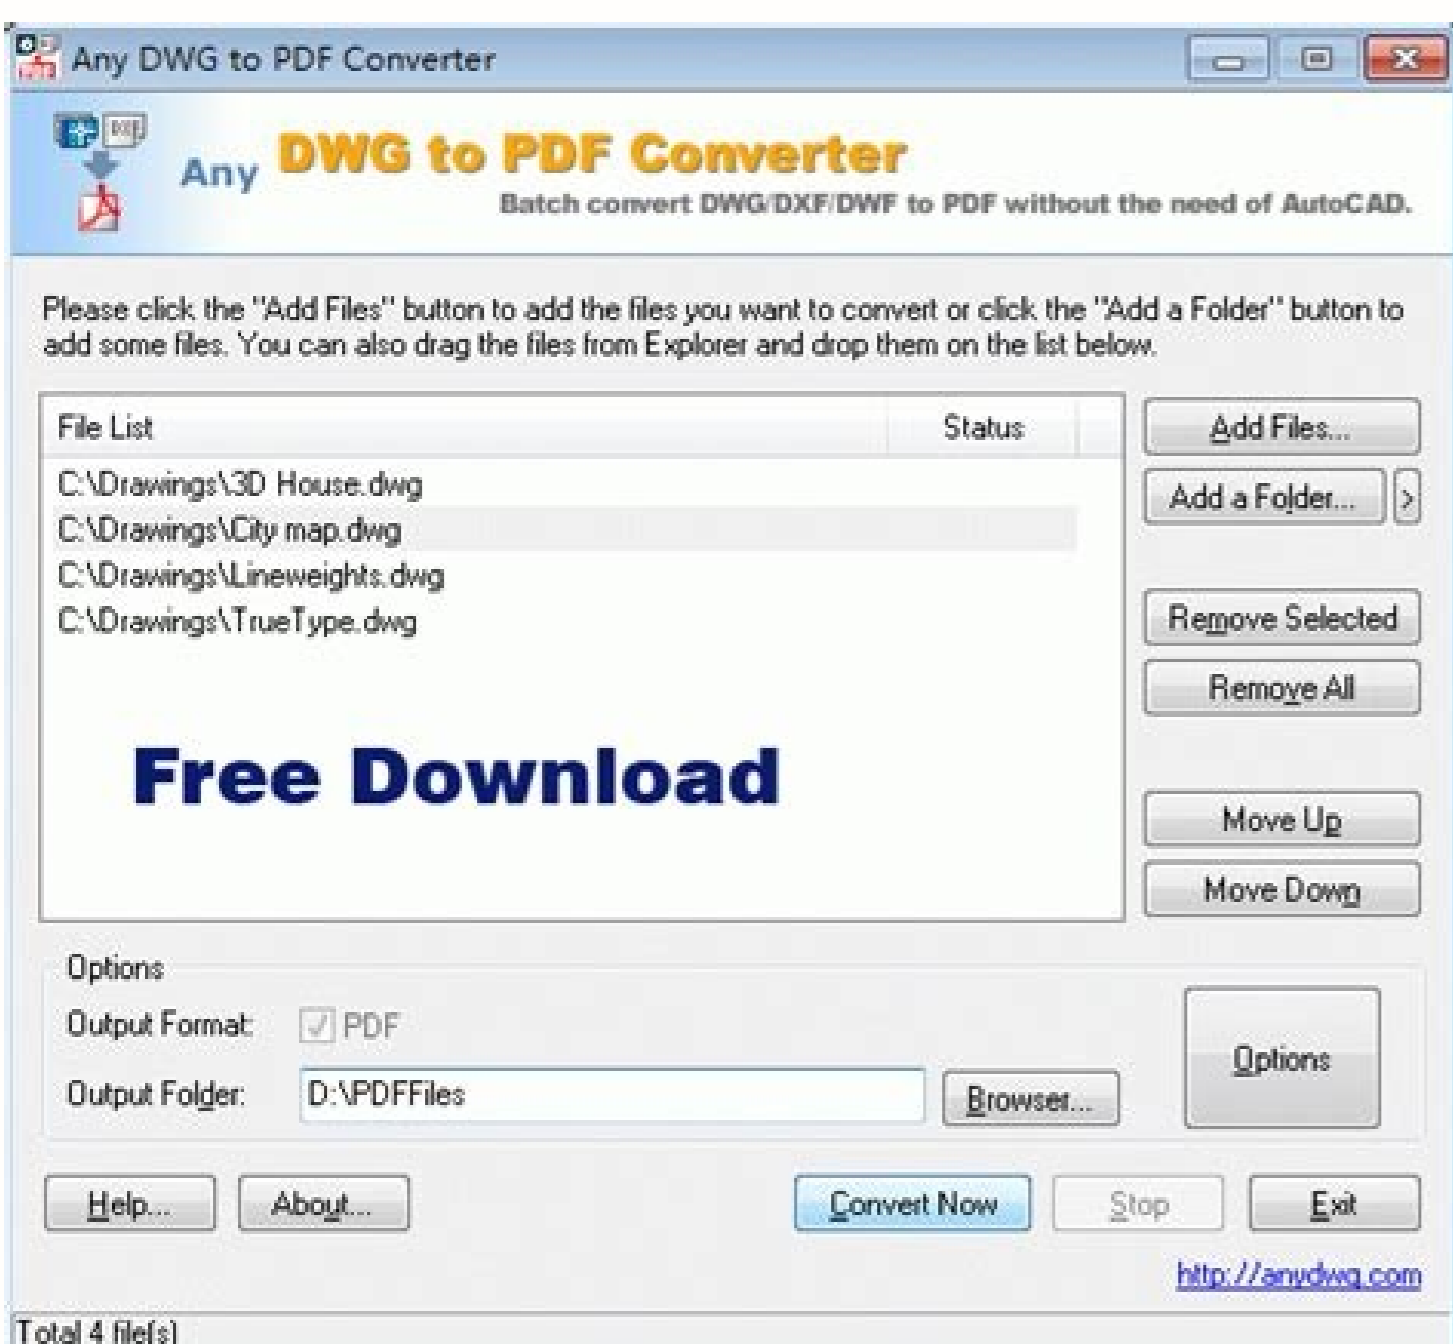 Any DWG to PDF Converter
Any DWG to PDF Converter
Batch convert DWG/DXF/DWF to PDF without the need of AutoCAD.
Please click the "Add Files" button to add the files you want to convert or click the "Add a Folder" button to
add some files. You can also drag the files from Explorer and drop them on the list below.
File List Status
C:\Drawings\3D House.dwg
C:\Drawings\City map.dwg
C:\Drawings\Lineweights.dwg
C:\Drawings\TrueType.dwg
Free Download
Add Files...
Add a Folder... >
Remove Selected
Remove All
Move Up
Move Down
Options
Output Format: PDF
Output Folder: D:\PDFFiles
Browser...
Options
Help... About... Convert Now Stop Exit
http://anydwg.com
Total 4 file(s)